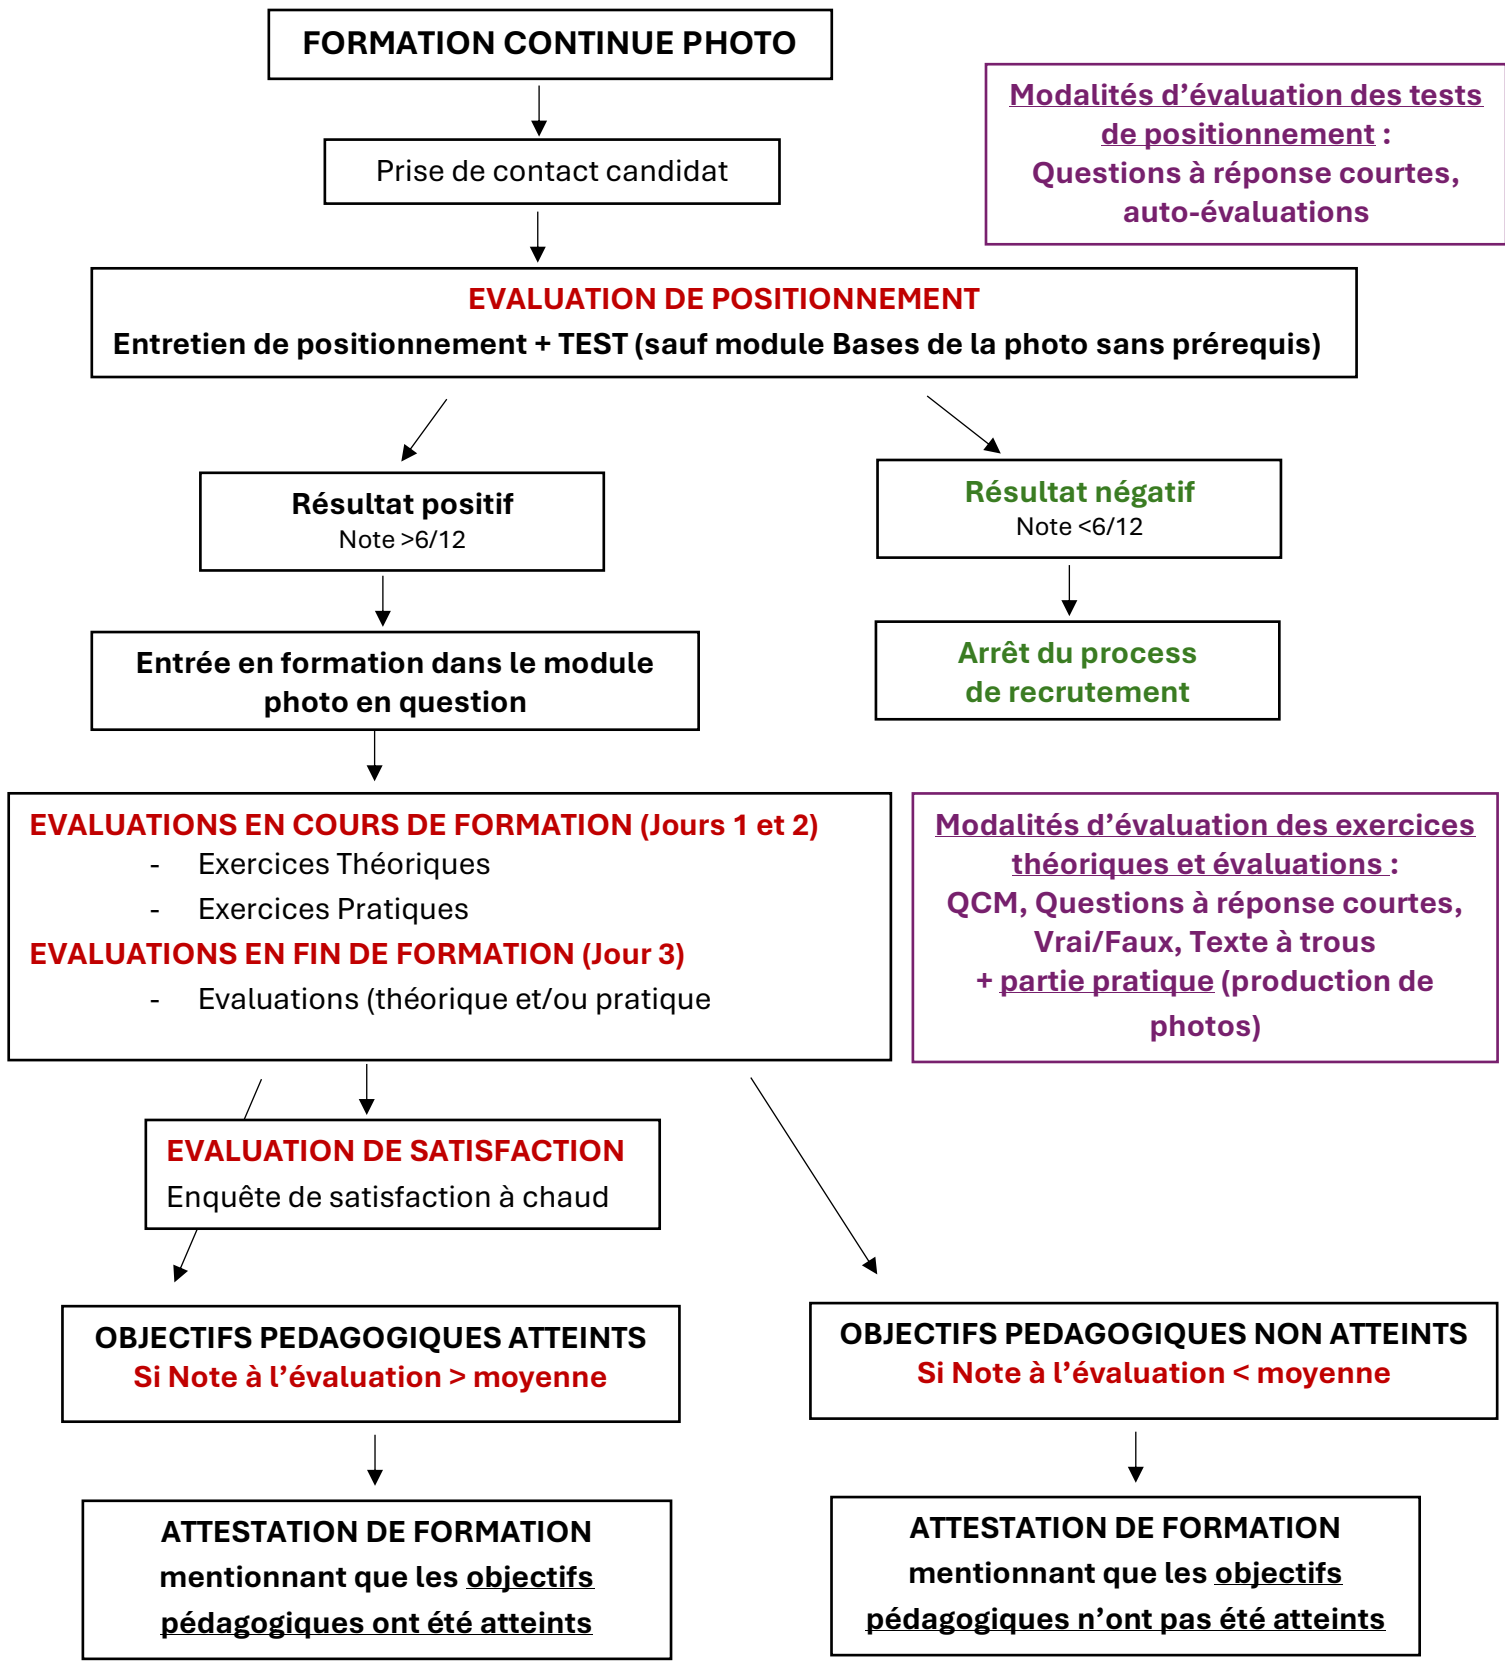 FORMATION CONTINUE PHOTO
Modalités d’évaluation des tests
de positionnement :
Questions à réponse courtes,
auto-évaluations
Prise de contact candidat
EVALUATION DE POSITIONNEMENT
Entretien de positionnement + TEST (sauf module Bases de la photo sans prérequis)
Résultat positif
Note >6/12
Résultat négatif
Note <6/12
Entrée en formation dans le module
photo en question
Arrêt du process
de recrutement
EVALUATIONS EN COURS DE FORMATION (Jours 1 et 2)
- Exercices Théoriques
- Exercices Pratiques
EVALUATIONS EN FIN DE FORMATION (Jour 3)
- Evaluations (théorique et/ou pratique
Modalités d’évaluation des exercices
théoriques et évaluations :
QCM, Questions à réponse courtes,
Vrai/Faux, Texte à trous
+ partie pratique (production de
photos)
EVALUATION DE SATISFACTION
Enquête de satisfaction à chaud
OBJECTIFS PEDAGOGIQUES ATTEINTS
Si Note à l’évaluation > moyenne
OBJECTIFS PEDAGOGIQUES NON ATTEINTS
Si Note à l’évaluation < moyenne
ATTESTATION DE FORMATION
mentionnant que les objectifs
pédagogiques ont été atteints
ATTESTATION DE FORMATION
mentionnant que les objectifs
pédagogiques n’ont pas été atteints